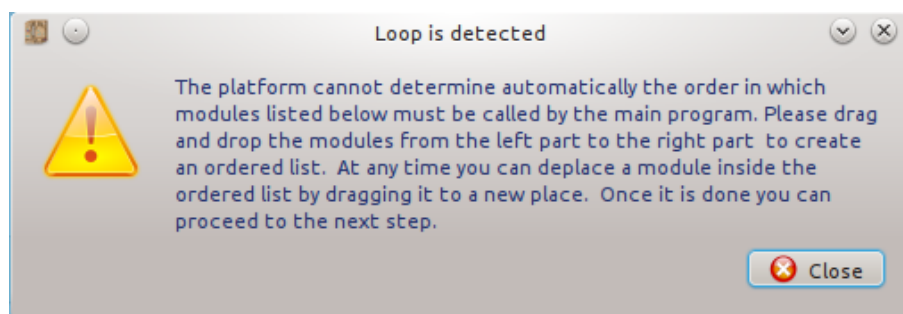 Loop is detected
The platform cannot determine automatically the order in which
modules listed below must be called by the main program. Please drag
and drop the modules from the left part to the right part  to create
an ordered list.  At any time you can deplace a module inside the
ordered list by dragging it to a new place.  Once it is done you can
proceed to the next step.
Close